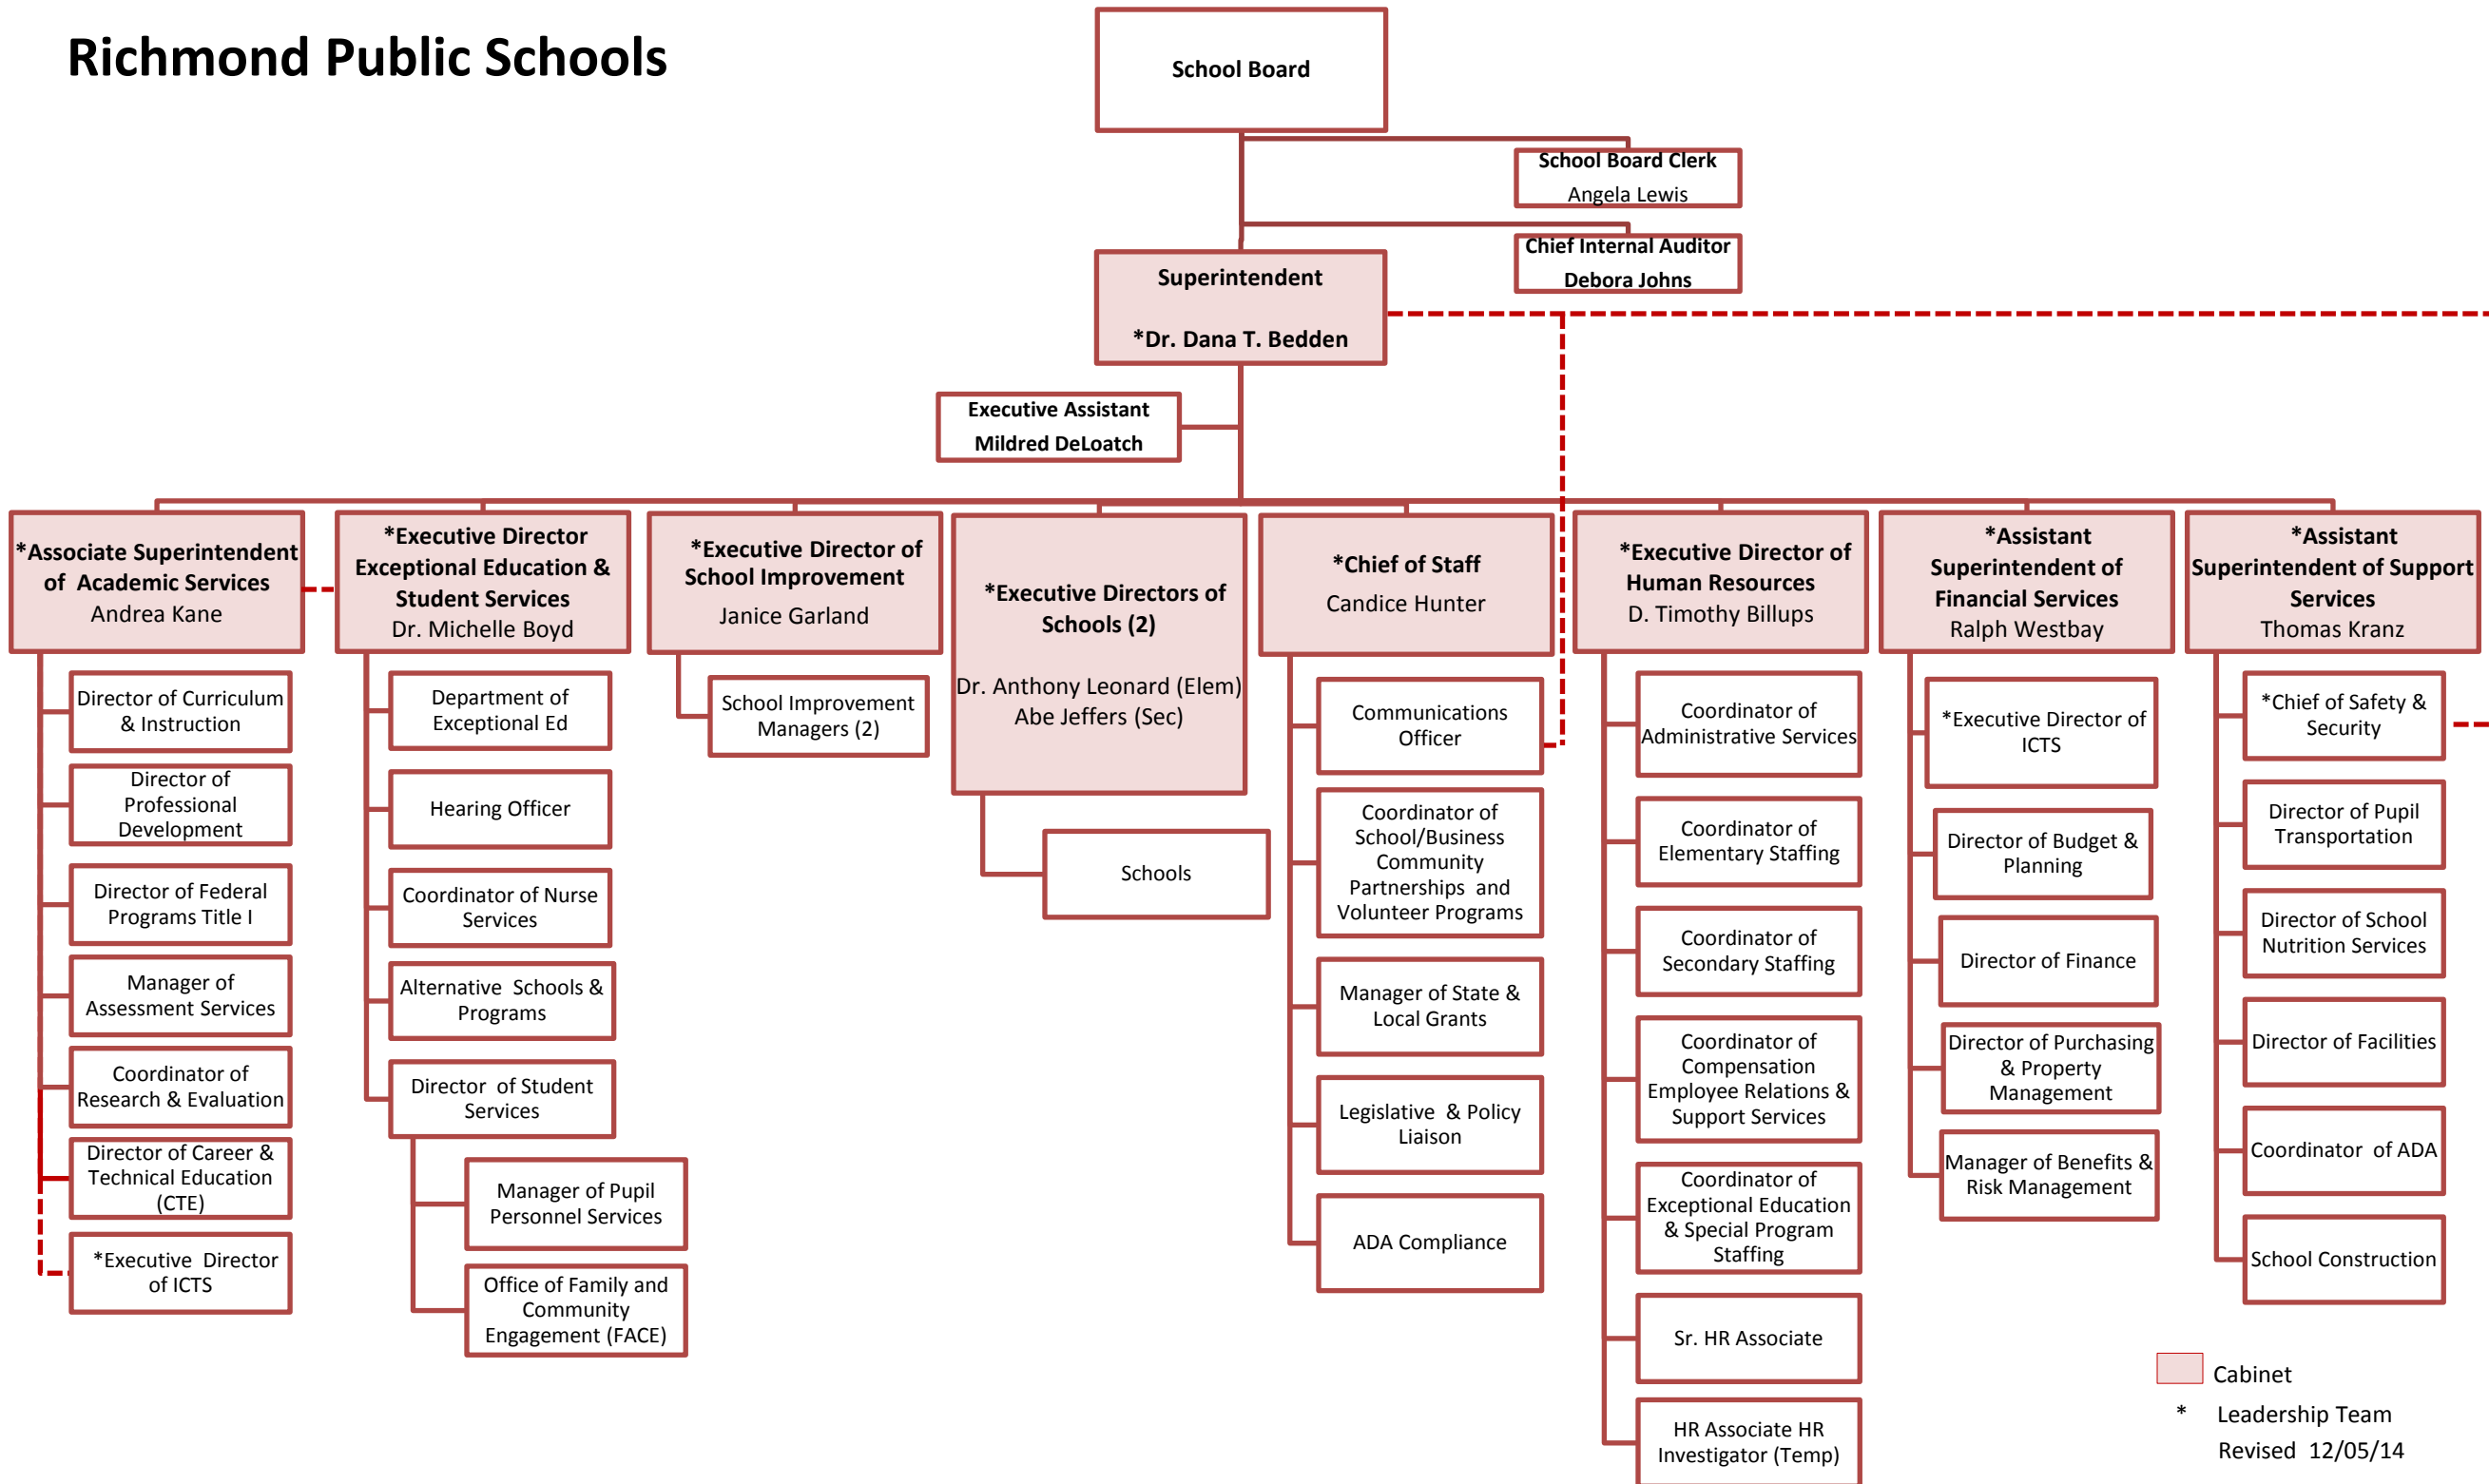 Richmond Public Schools
School Board
School Board Clerk
Angela Lewis
Chief Internal Auditor
Debora Johns
Superintendent
*Dr. Dana T. Bedden
Executive Assistant
Mildred DeLoatch
*Associate Superintendent
of Academic Services
Andrea Kane
Director of Curriculum
& Instruction
Director of
Professional
Development
Director of Federal
Programs Title I
Manager of
Assessment Services
Coordinator of
Research & Evaluation
Director of Career &
Technical Education
(CTE)
*Executive Director
of ICTS
*Executive Director
Exceptional Education &
Student Services
Dr. Michelle Boyd
Department of
Exceptional Ed
Hearing Officer
Coordinator of Nurse
Services
Alternative Schools &
Programs
Director of Student
Services
Manager of Pupil
Personnel Services
Office of Family and
Community
Engagement (FACE)
*Executive Director of
School Improvement
Janice Garland
School Improvement
Managers (2)
*Executive Directors of
Schools (2)
Dr. Anthony Leonard (Elem)
Abe Jeffers (Sec)
Schools
*Chief of Staff
Candice Hunter
Communications
Officer
Coordinator of
School/Business
Community
Partnerships and
Volunteer Programs
Manager of State &
Local Grants
Legislative & Policy
Liaison
ADA Compliance
*Executive Director of
Human Resources
D. Timothy Billups
Coordinator of
Administrative Services
Coordinator of
Elementary Staffing
Coordinator of
Secondary Staffing
Coordinator of
Compensation
Employee Relations &
Support Services
Coordinator of
Exceptional Education
& Special Program
Staffing
Sr. HR Associate
HR Associate HR
Investigator (Temp)
*Assistant
Superintendent of
Financial Services
Ralph Westbay
*Executive Director of
ICTS
Director of Budget &
Planning
Director of Finance
Director of Purchasing
& Property
Management
Manager of Benefits &
Risk Management
*Assistant
Superintendent of Support
Services
Thomas Kranz
*Chief of Safety &
Security
Director of Pupil
Transportation
Director of School
Nutrition Services
Director of Facilities
Coordinator of ADA
School Construction
Cabinet
* Leadership Team
Revised 12/05/14